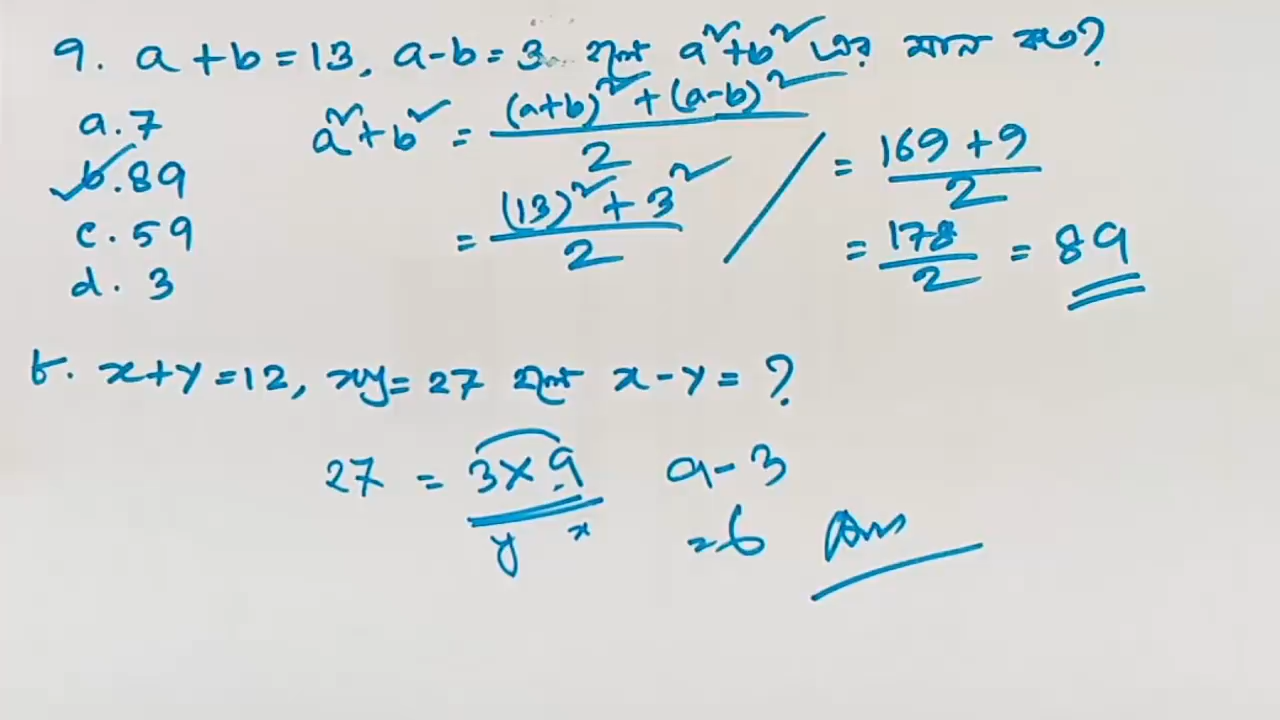 ৭. a + b = 13, a - b = 3 হলে a² + b² এর মান কত?
a. 7
b. 89
c. 59
d. 3
a² + b² = (a+b)² + (a-b)² / 2
= (13)² + 3² / 2
= 169 + 9 / 2
= 178 / 2 = 89
৮. x + y = 12, xy = 27 হলে x - y = ?
27 = 3 × 9
y x
9 - 3
= 6 Ans